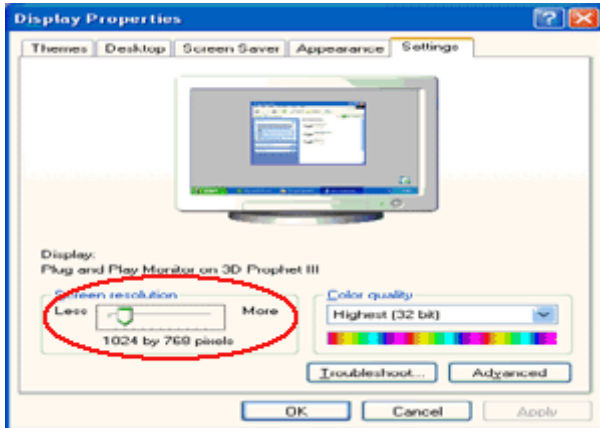 Display Properties
Themes Desktop Screen Saver Appearance Settings
Display:
Plug and Play Monitor on 3D Prophet III
Screen resolution
Less More
1024 by 768 pixels
Color quality
Highest (32 bit)
Troubleshoot... Advanced
OK Cancel Apply